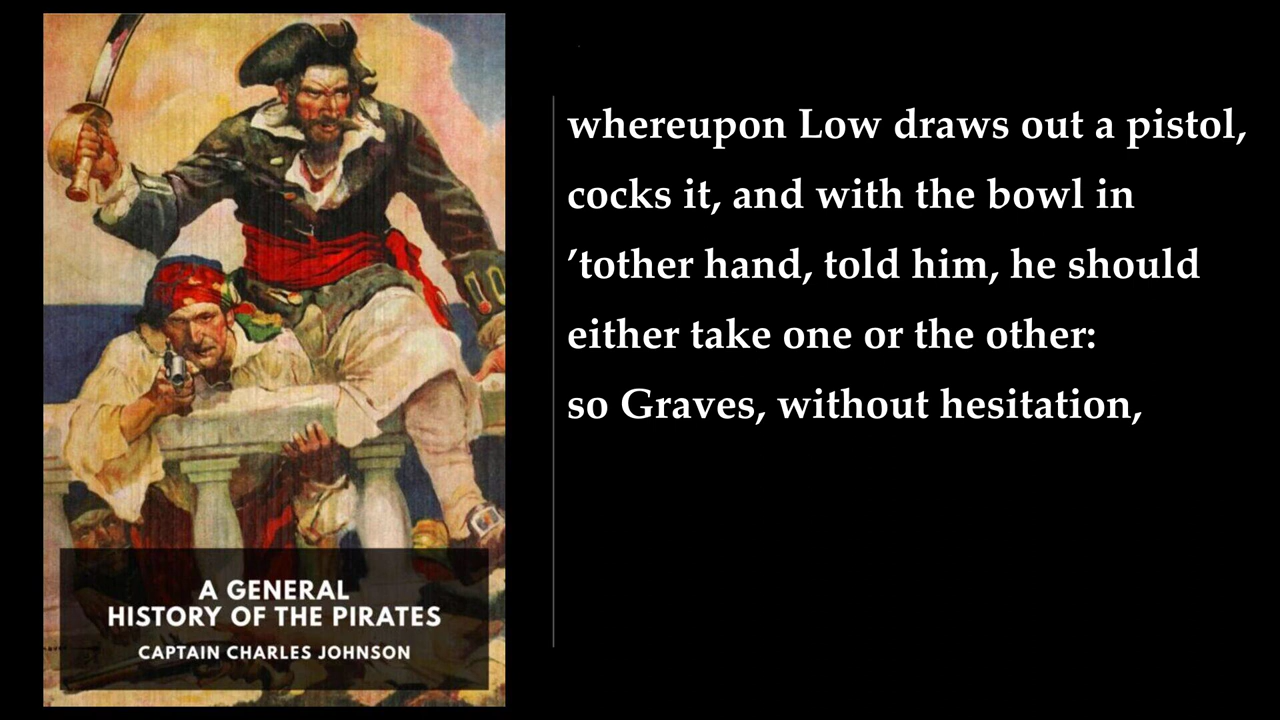 whereupon Low draws out a pistol,
cocks it, and with the bowl in
’tother hand, told him, he should
either take one or the other:
so Graves, without hesitation,
A GENERAL
HISTORY OF THE PIRATES
CAPTAIN CHARLES JOHNSON